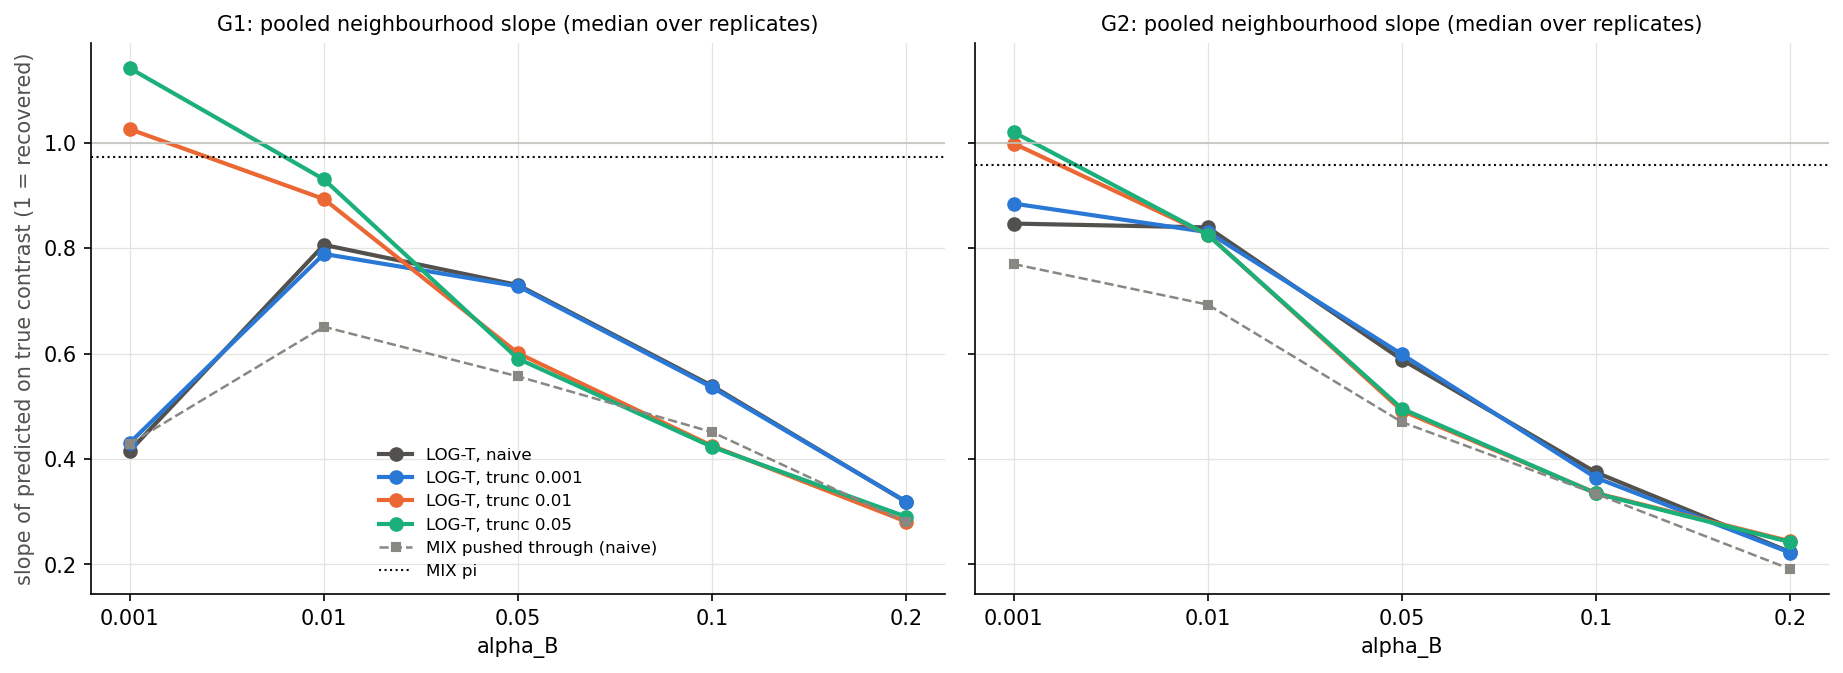 G1: pooled neighbourhood slope (median over replicates)
slope of predicted on true contrast (1 = recovered)
1.0
0.8
0.6
0.4
0.2
0.001
0.01
0.05
0.1
0.2
alpha_B
LOG-T, naive
LOG-T, trunc 0.001
LOG-T, trunc 0.01
LOG-T, trunc 0.05
MIX pushed through (naive)
MIX pi
G2: pooled neighbourhood slope (median over replicates)
0.001
0.01
0.05
0.1
0.2
alpha_B